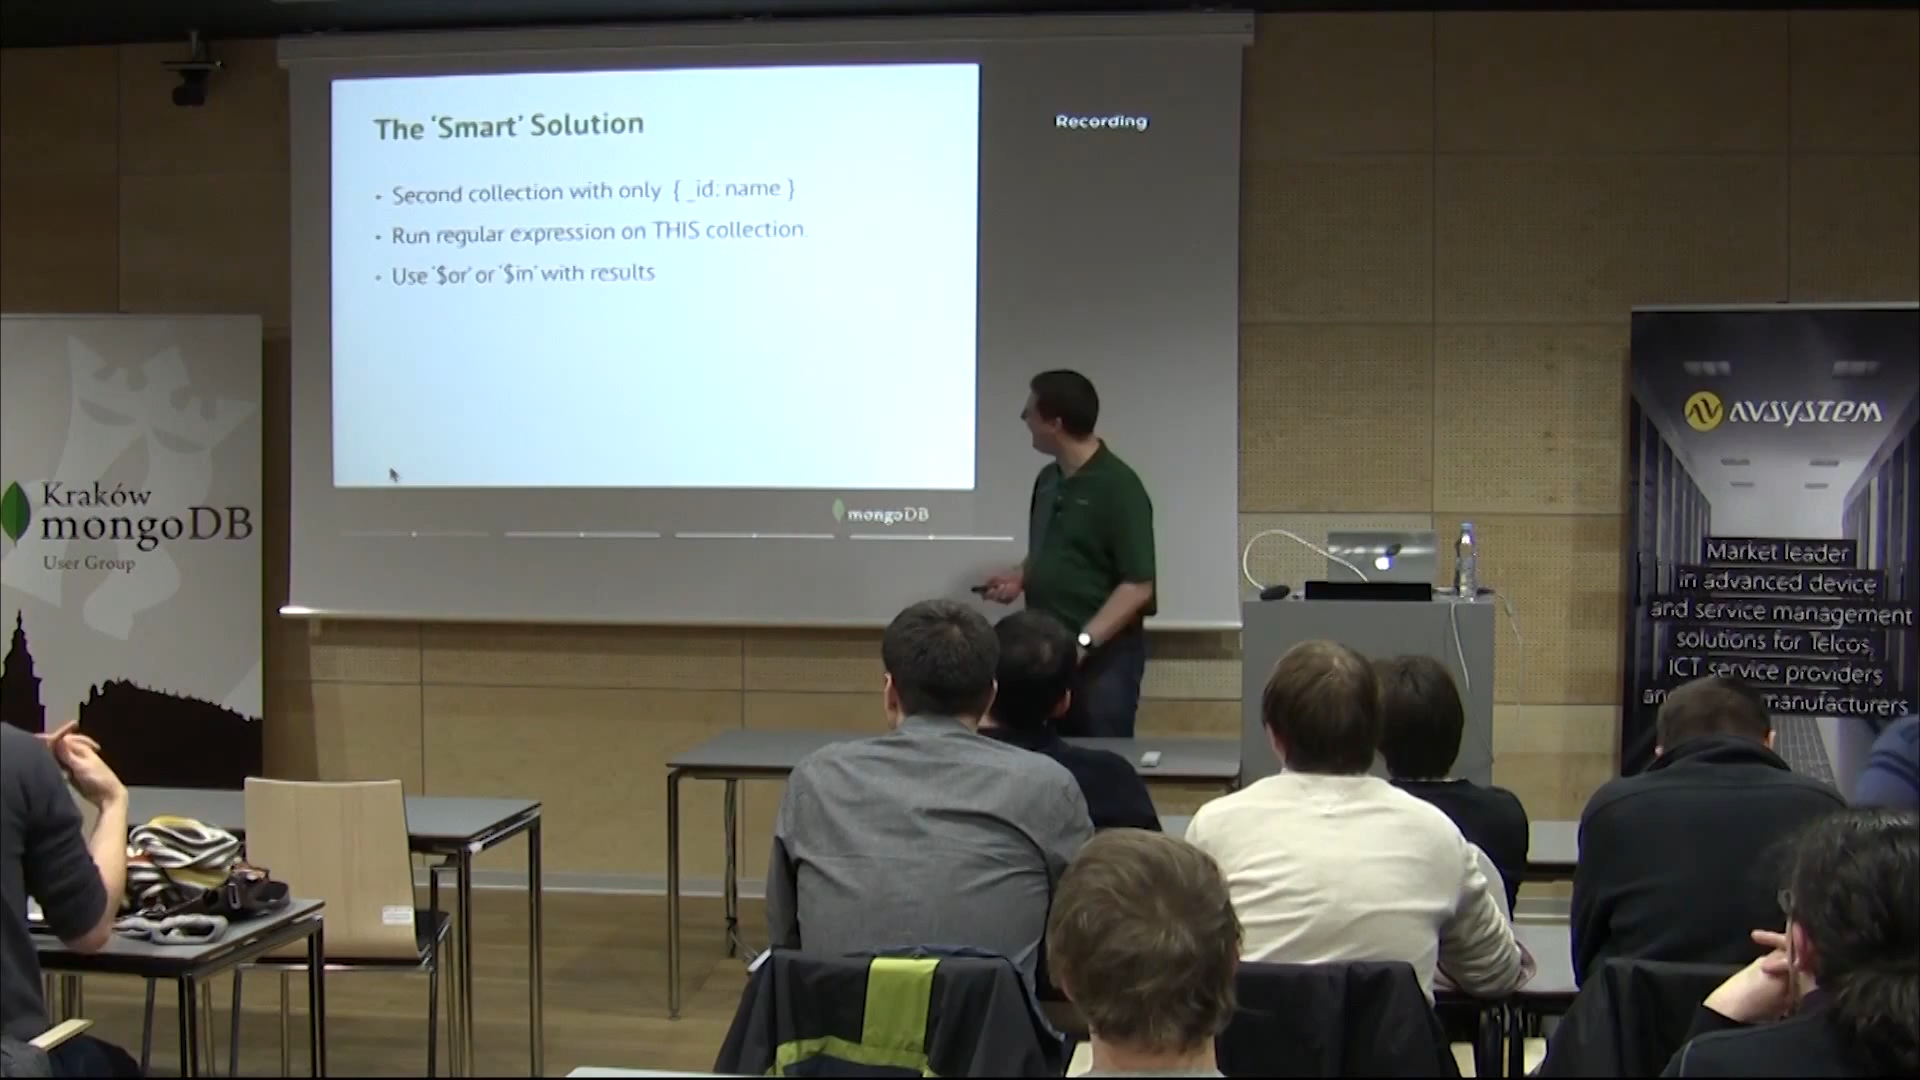 The ‘Smart’ Solution
• Second collection with only { _id: name }
• Run regular expression on THIS collection.
• Use ‘$or’ or ‘$in’ with results
Recording
mongoDB
Kraków
mongoDB
User Group
AVSYSTEM
Market leader
in advanced device
and service management
solutions for Telcos,
ICT service providers
manufacturers